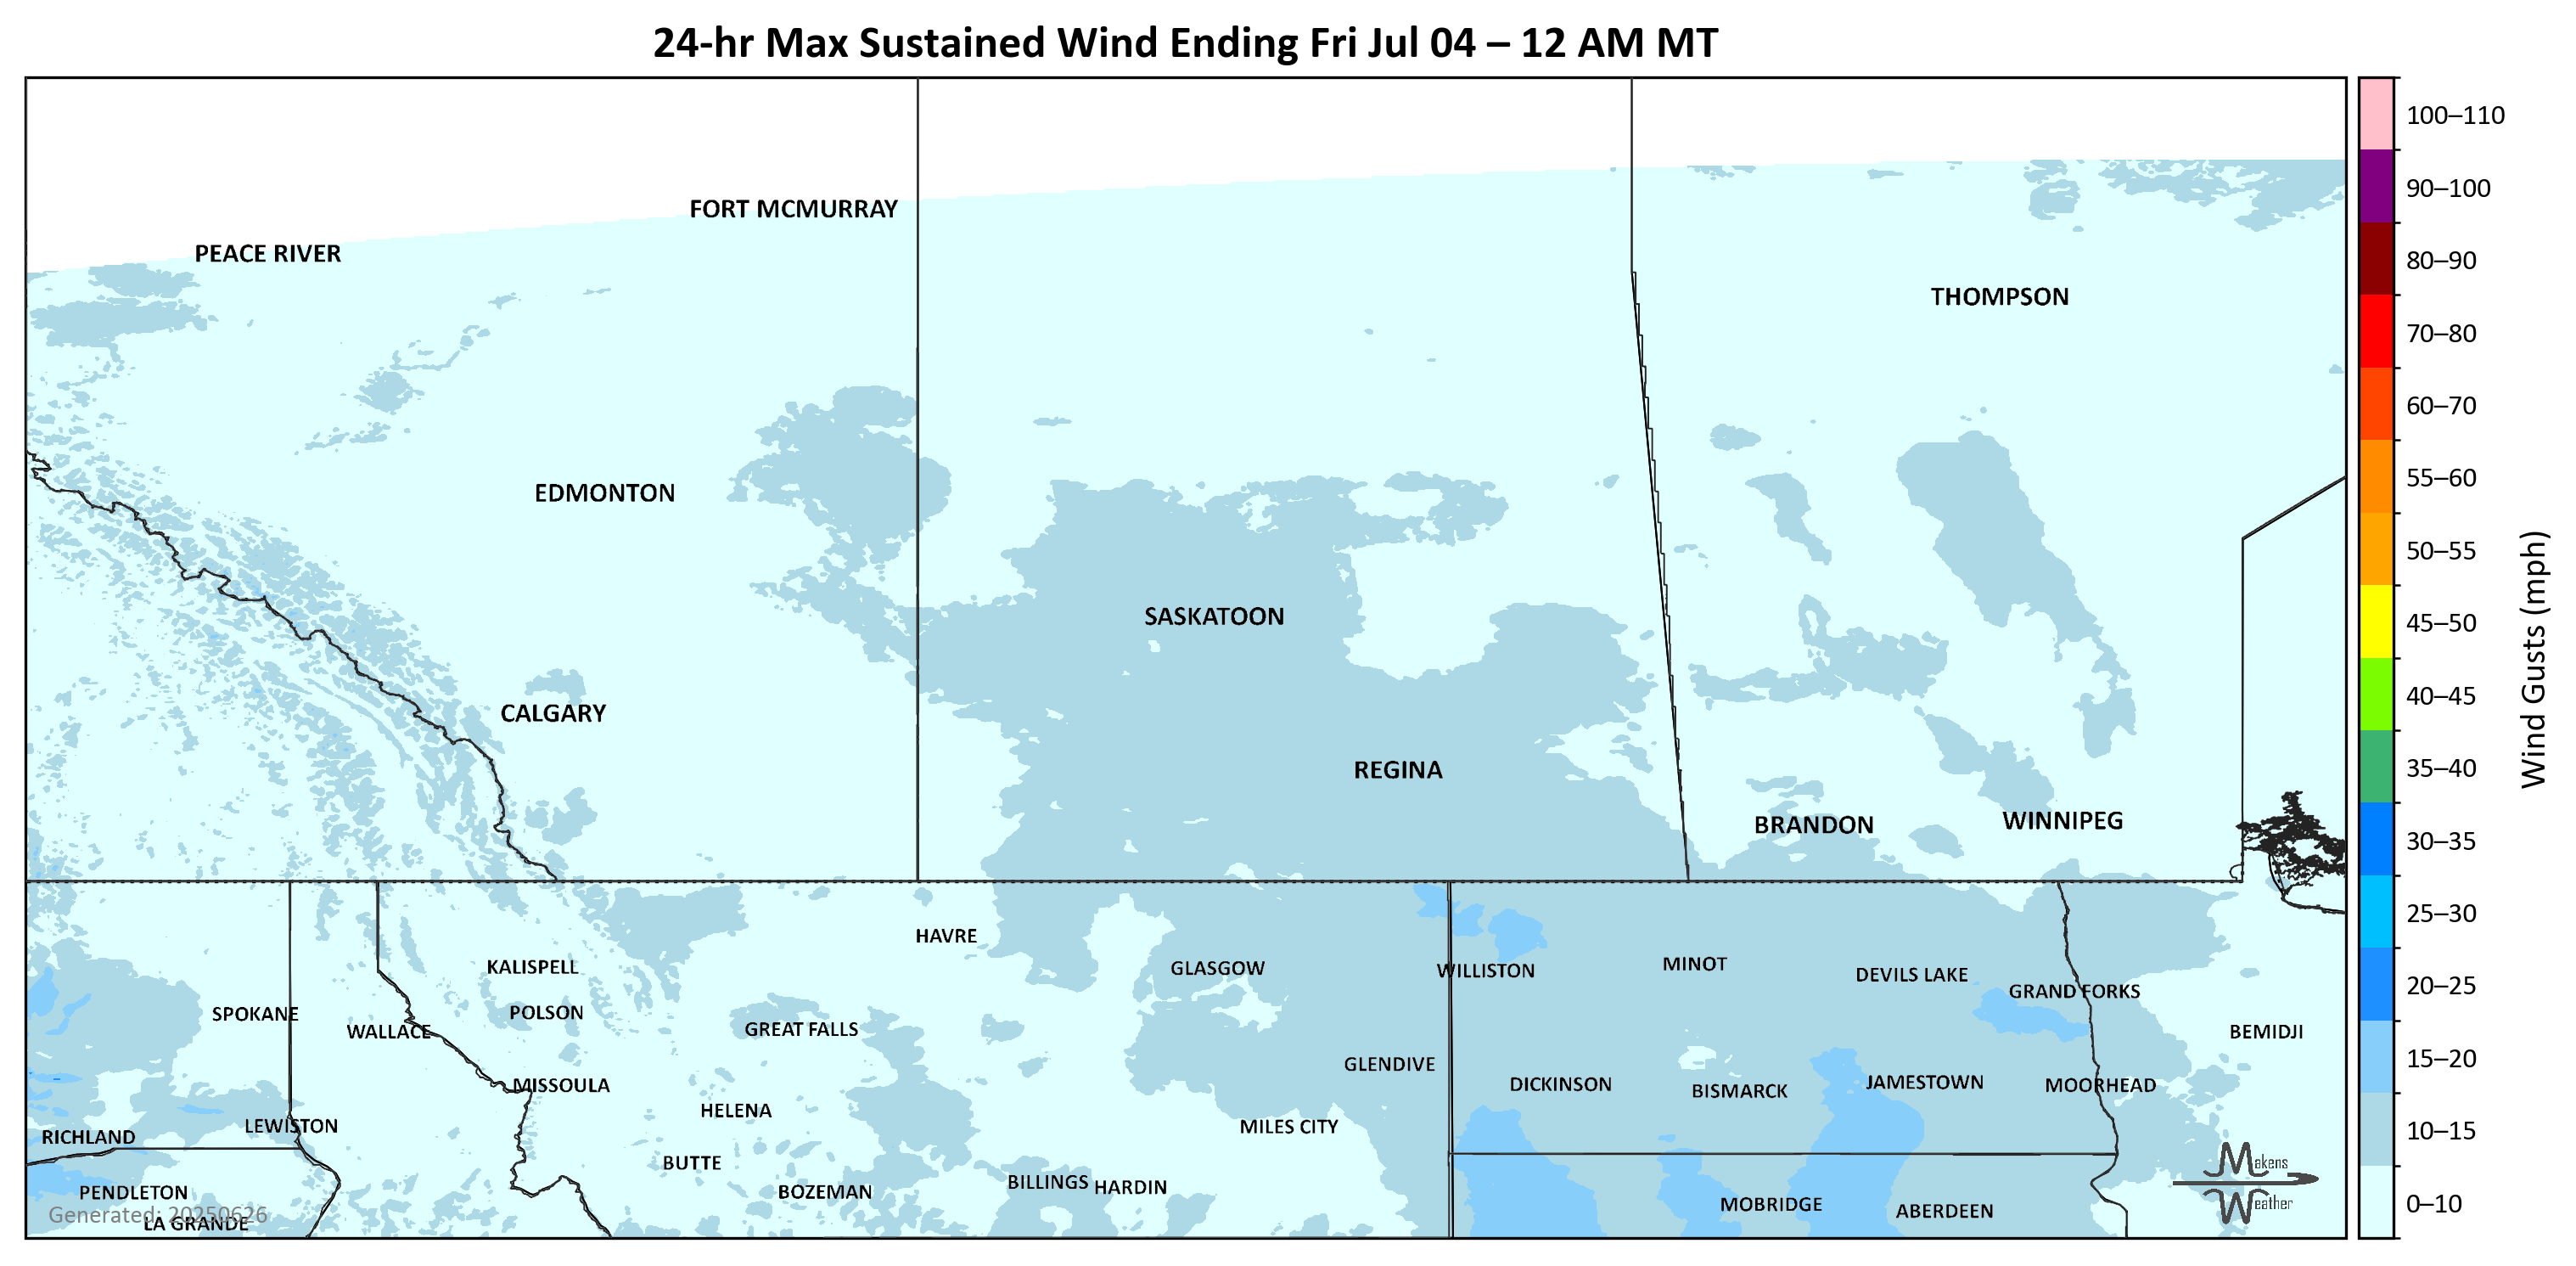 24-hr Max Sustained Wind Ending Fri Jul 04 – 12 AM MT
100–110
90–100
80–90
70–80
60–70
55–60
50–55
45–50
40–45
35–40
30–35
25–30
20–25
15–20
10–15
0–10
Wind Gusts (mph)
FORT MCMURRAY
PEACE RIVER
THOMPSON
EDMONTON
SASKATOON
CALGARY
REGINA
BRANDON
WINNIPEG
HAVRE
KALISPELL
GLASGOW
WILLISTON
MINOT
DEVILS LAKE
GRAND FORKS
SPOKANE
POLSON
WALLACE
GREAT FALLS
BEMIDJI
GLENDIVE
MISSOULA
DICKINSON
BISMARCK
JAMESTOWN
MOORHEAD
HELENA
LEWISTON
MILES CITY
RICHLAND
BUTTE
PENDLETON
BOZEMAN
BILLINGS
HARDIN
MOBRIDGE
ABERDEEN
Generated: 20250626
LA GRANDE
Makens
Weather